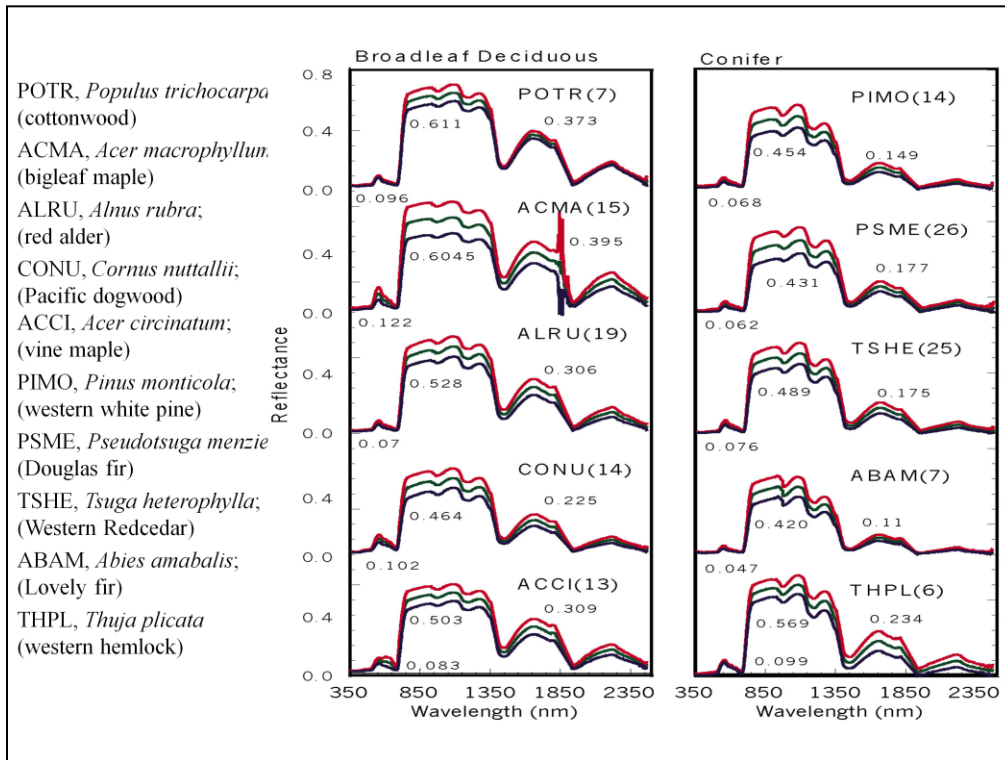 POTR, Populus trichocarpa
(cottonwood)
ACMA, Acer macrophyllum
(bigleaf maple)
ALRU, Alnus rubra;
(red alder)
CONU, Cornus nuttallii;
(Pacific dogwood)
ACCI, Acer circinatum;
(vine maple)
PIMO, Pinus monticola;
(western white pine)
PSME, Pseudotsuga menzie
(Douglas fir)
TSHE, Tsuga heterophylla;
(Western Redcedar)
ABAM, Abies amabalis;
(Lovely fir)
THPL, Thuja plicata
(western hemlock)
Reflectance
Broadleaf Deciduous
0.8
POTR(7)
0.611
0.373
0.4
0.0
0.096
ACMA(15)
0.6045
0.395
0.4
0.0
0.122
ALRU(19)
0.528
0.306
0.4
0.0
0.07
CONU(14)
0.464
0.225
0.4
0.0
0.102
ACCI(13)
0.503
0.309
0.4
0.083
0.0
350 850 1350 1850 2350
Wavelength (nm)
Conifer
PIMO(14)
0.454
0.149
0.068
PSME(26)
0.431
0.177
0.062
TSHE(25)
0.489
0.175
0.076
ABAM(7)
0.420
0.11
0.047
THPL(6)
0.569
0.234
0.099
350 850 1350 1850 2350
Wavelength (nm)